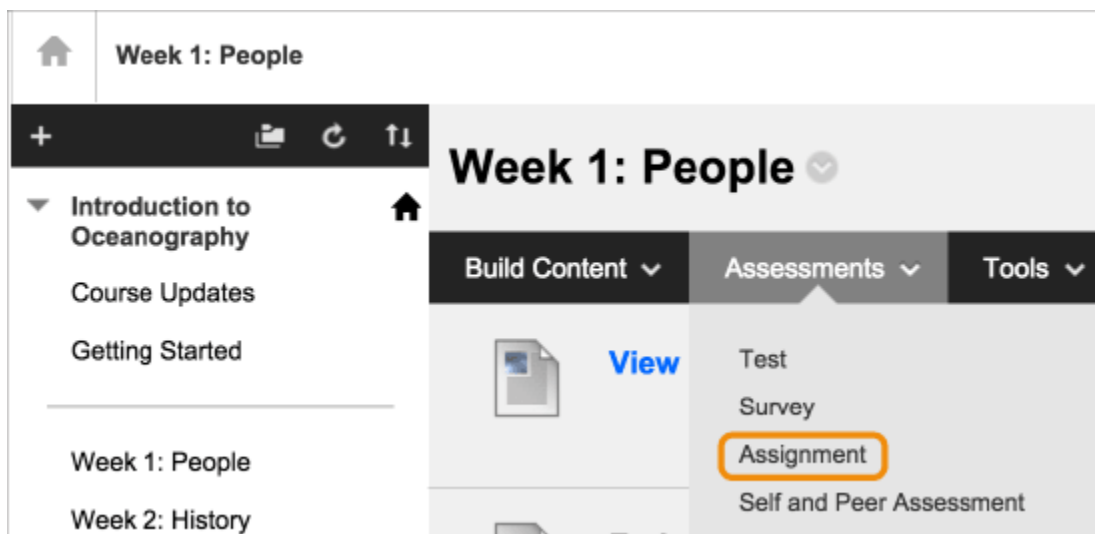 Week 1: People
Week 1: People
Introduction to
Oceanography
Course Updates
Getting Started
Week 1: People
Week 2: History
Build Content
Assessments
Tools
View
Test
Survey
Assignment
Self and Peer Assessment